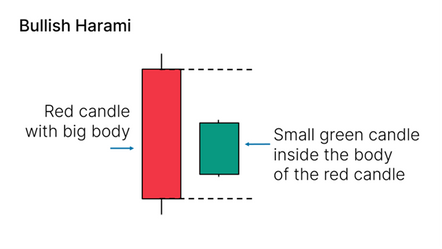 Bullish Harami
Red candle
with big body
Small green candle
inside the body
of the red candle